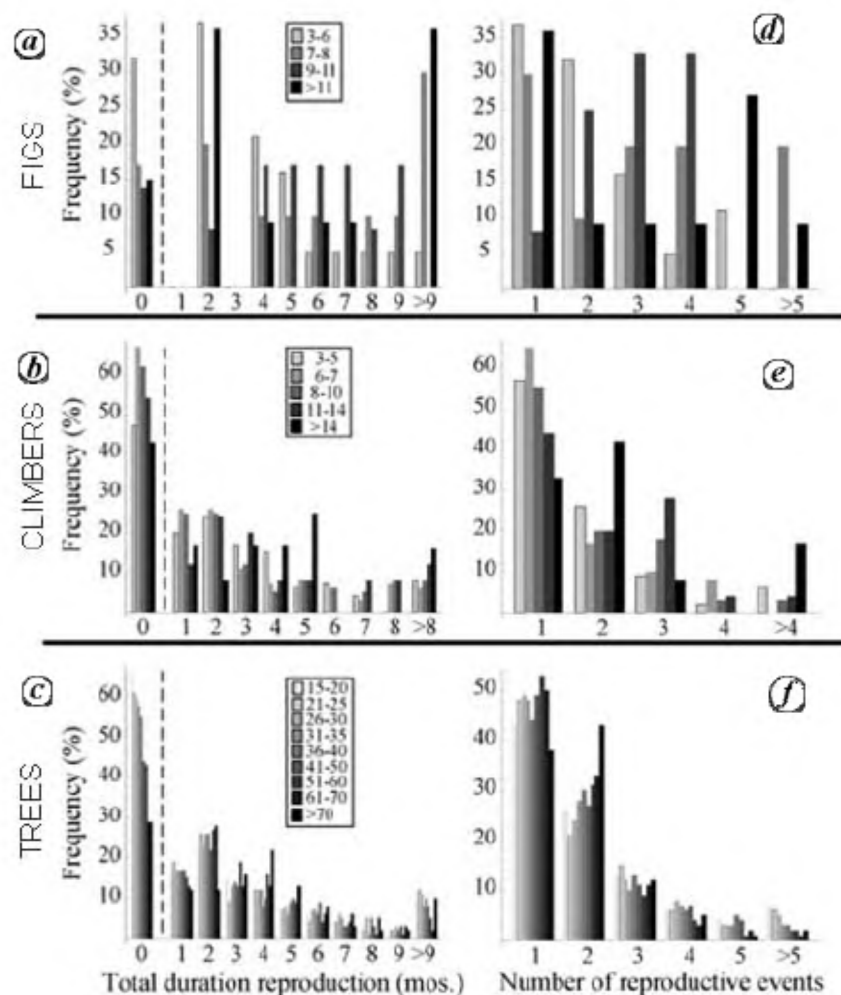 a
FIGS
Frequency (%)
35
30
25
20
15
10
5
3-6
7-8
9-11
>11
0 1 2 3 4 5 6 7 8 9 >9
d
35
30
25
20
15
10
5
1 2 3 4 5 >5
b
CLIMBERS
Frequency (%)
60
50
40
30
20
10
3-5
6-7
8-10
11-14
>14
0 1 2 3 4 5 6 7 8 >8
e
60
50
40
30
20
10
1 2 3 4 >4
c
TREES
Frequency (%)
60
50
40
30
20
10
15-20
21-25
26-30
31-35
36-40
41-50
51-60
61-70
>70
0 1 2 3 4 5 6 7 8 9 >9
Total duration reproduction (mos.)
f
50
40
30
20
10
1 2 3 4 5 >5
Number of reproductive events